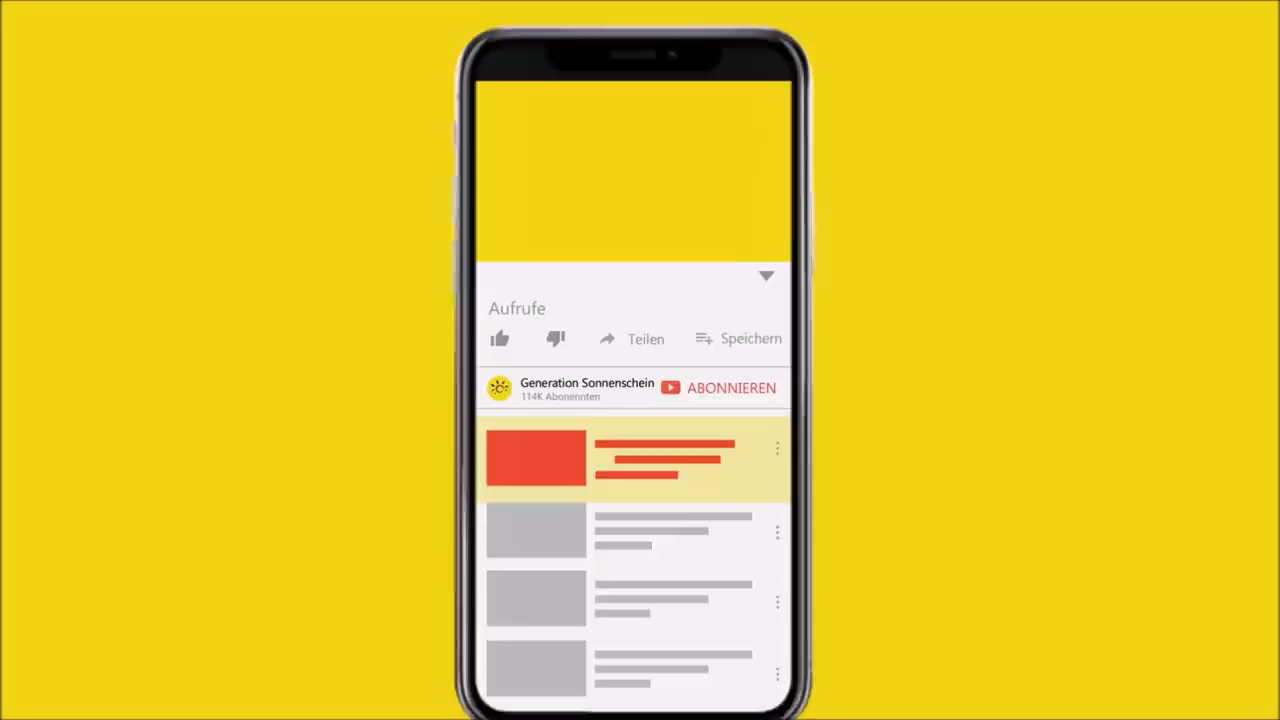 Aufrufe
Teilen
Speichern
Generation Sonnenschein
114K Abonennten
ABONNIEREN